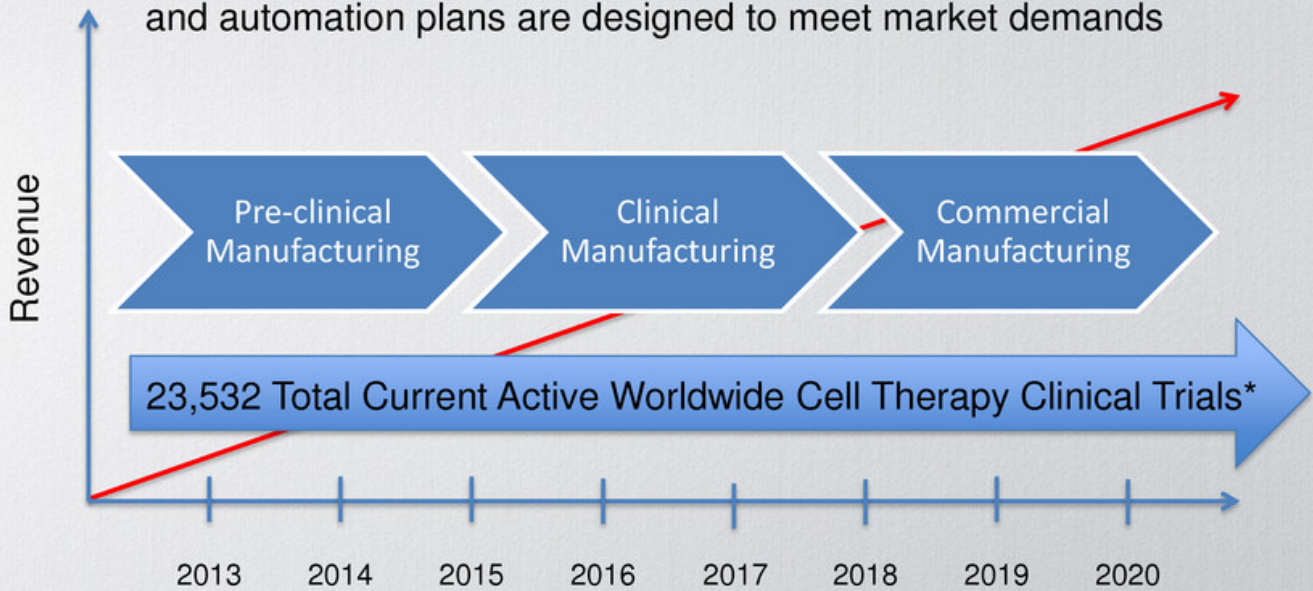 and automation plans are designed to meet market demands
Revenue
Pre-clinical
Manufacturing
Clinical
Manufacturing
Commercial
Manufacturing
23,532 Total Current Active Worldwide Cell Therapy Clinical Trials*
2013 2014 2015 2016 2017 2018 2019 2020